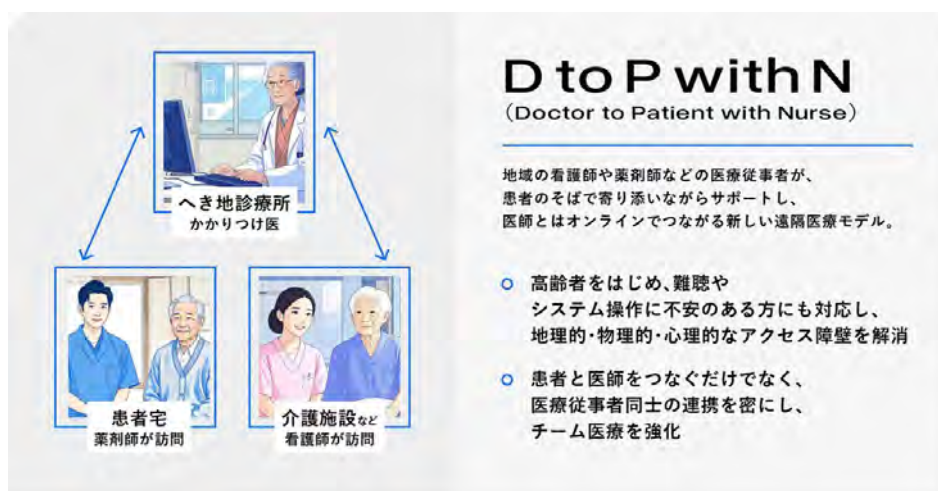 へき地診療所
かかりつけ医
患者宅
薬剤師が訪問
介護施設など
看護師が訪問
D to P with N
(Doctor to Patient with Nurse)
地域の看護師や薬剤師などの医療従事者が、
患者のそばで寄り添いながらサポートし、
医師とはオンラインでつながる新しい遠隔医療モデル。
高齢者をはじめ、難聴や
システム操作に不安のある方にも対応し、
地理的・物理的・心理的なアクセス障壁を解消
患者と医師をつなぐだけでなく、
医療従事者同士の連携を密にし、
チーム医療を強化